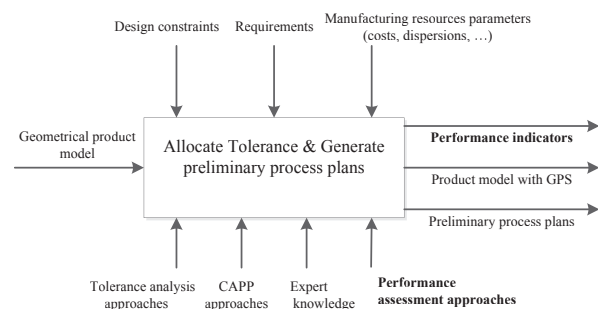 Manufacturing resources parameters
Design constraints Requirements (costs, dispersions, …)
Geometrical product
model
Allocate Tolerance & Generate
preliminary process plans
Performance indicators
Product model with GPS
Preliminary process plans
Tolerance analysis
approaches
CAPP
approaches
Expert
knowledge
Performance
assessment approaches